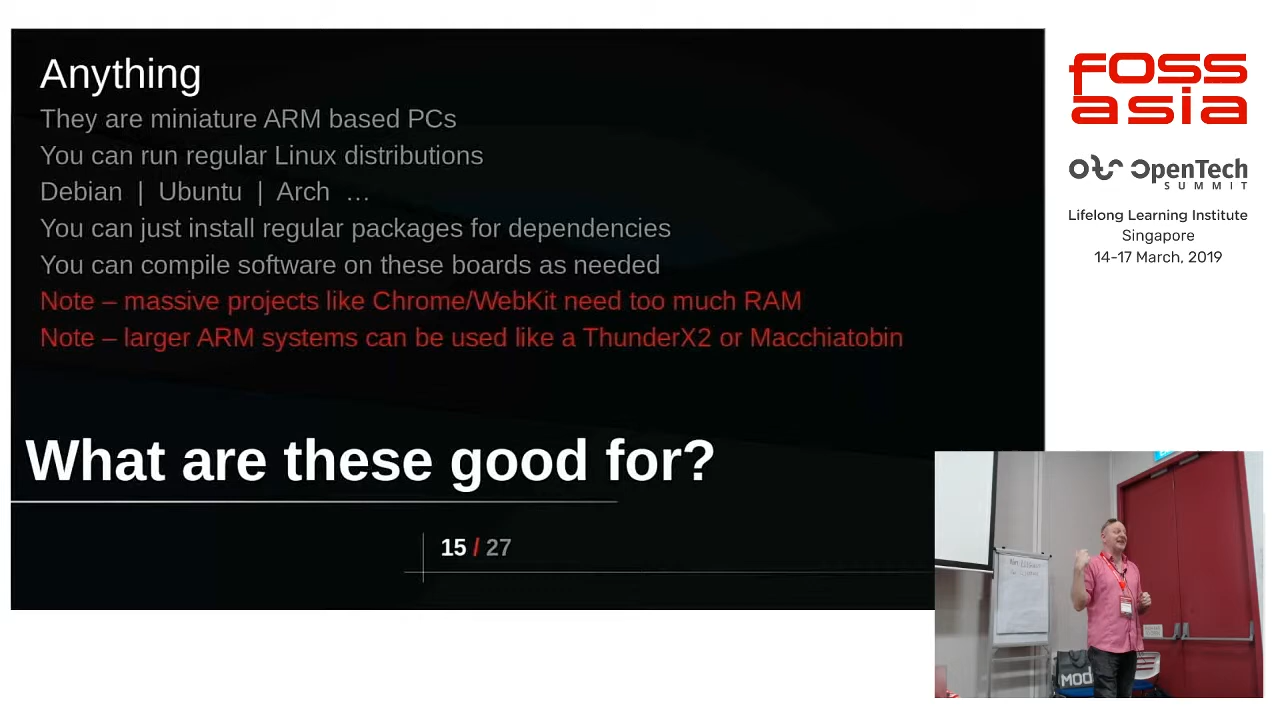 Anything
They are miniature ARM based PCs
You can run regular Linux distributions
Debian | Ubuntu | Arch …
You can just install regular packages for dependencies
You can compile software on these boards as needed
Note – massive projects like Chrome/WebKit need too much RAM
Note – larger ARM systems can be used like a ThunderX2 or Macchiatobin
What are these good for?
15 / 27
fOSS
asia
OpenTech
SUMMIT
Lifelong Learning Institute
Singapore
14-17 March, 2019
MOD